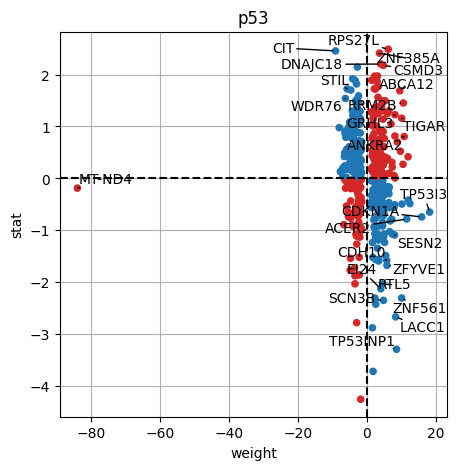 p53
RPS27L
CIT
ZNF385A
DNAJC18
CSMD3
STIL
ABCA12
WDR76
RRM2B
GRHL3
TIGAR
ANKRA2
MT-ND4
TP53I3
CDKN1A
ACER2
SESN2
CDH10
EI24
ZFYVE1
RTL5
SCN3B
ZNF561
LACC1
TP53INP1
2
1
0
−1
−2
−3
−4
stat
−80
−60
−40
−20
0
20
weight